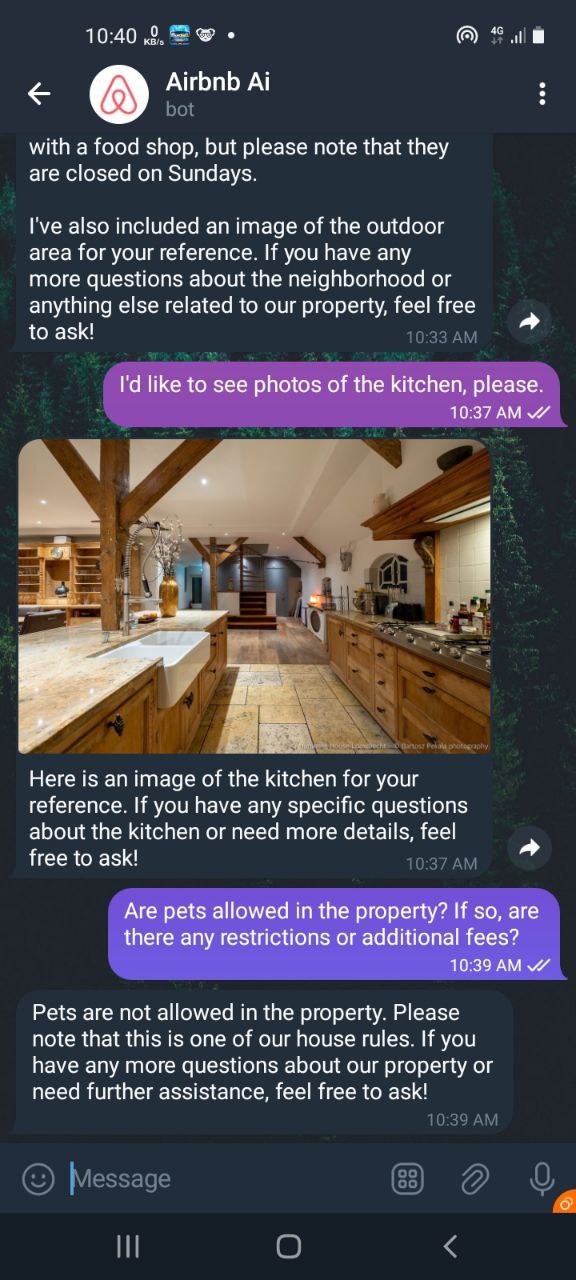 10:40 0 KB/s 4G
Airbnb Ai
bot
with a food shop, but please note that they
are closed on Sundays.
I've also included an image of the outdoor
area for your reference. If you have any
more questions about the neighborhood or
anything else related to our property, feel free
to ask!
10:33 AM
I'd like to see photos of the kitchen, please.
10:37 AM
Bartosz Pekala photography
Here is an image of the kitchen for your
reference. If you have any specific questions
about the kitchen or need more details, feel
free to ask!
10:37 AM
Are pets allowed in the property? If so, are
there any restrictions or additional fees?
10:39 AM
Pets are not allowed in the property. Please
note that this is one of our house rules. If you
have any more questions about our property or
need further assistance, feel free to ask!
10:39 AM
Message